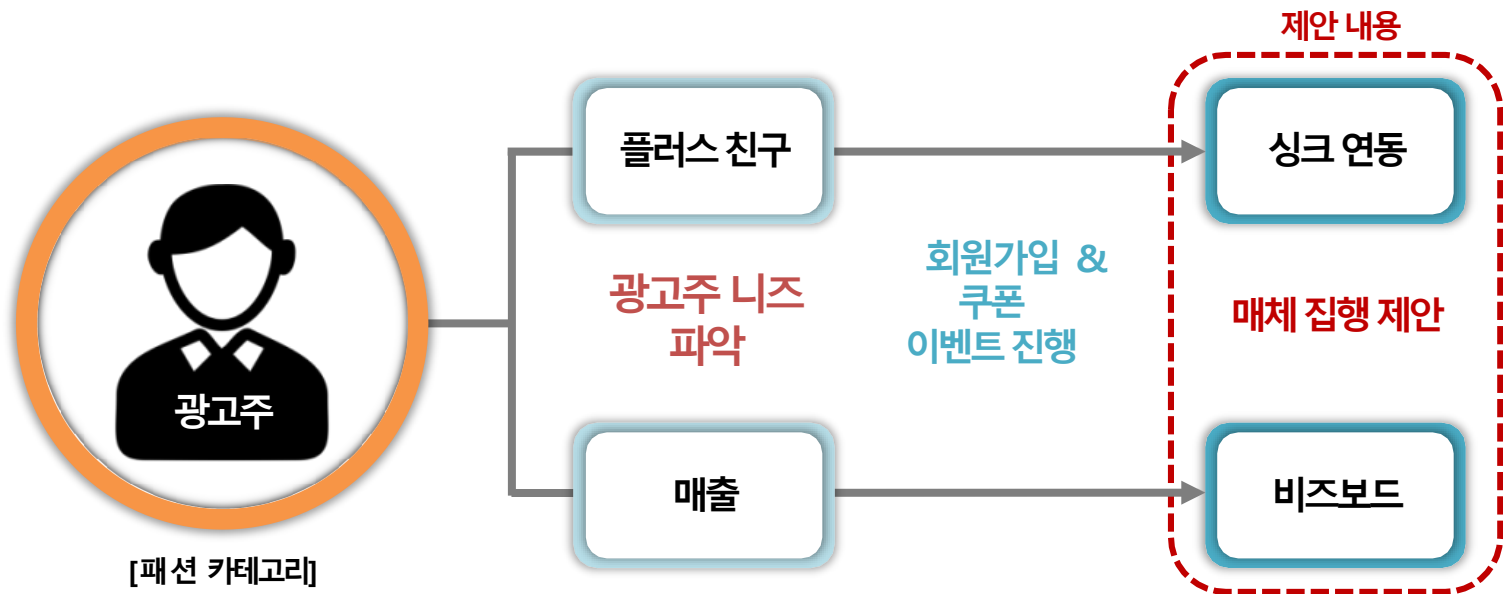 제안 내용
플러스 친구
싱크 연동
광고주 니즈
파악
회원가입 &
쿠폰
이벤트 진행
매체 집행 제안
광고주
매출
비즈보드
[패션 카테고리]